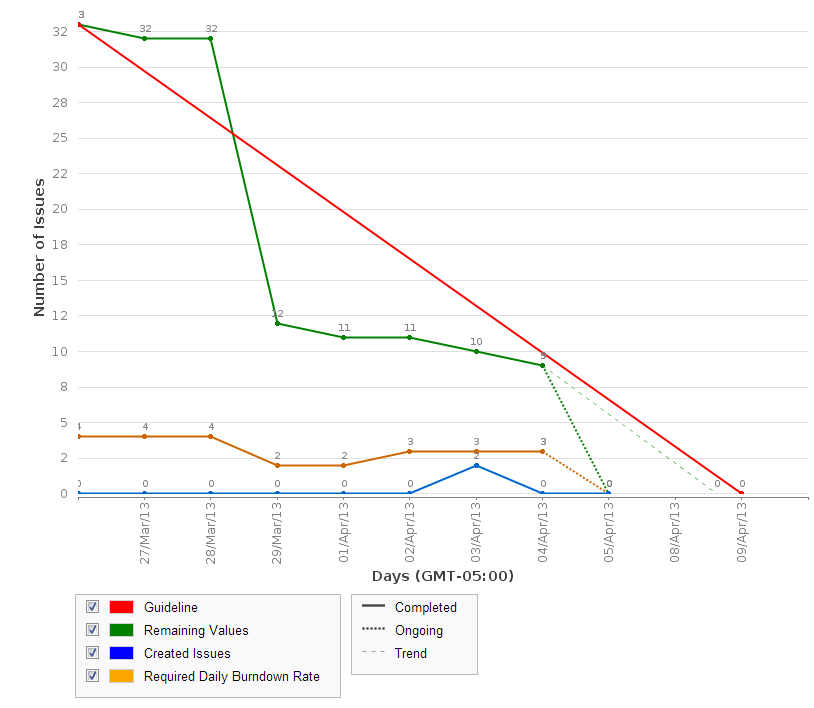 3
32
32
32
30
28
25
22
20
18
15
12
10
8
5
2
0
12
11
11
10
9
4
4
4
2
2
3
3
3
2
0
0
0
0
0
0
0
0
0
0
Number of Issues
27/Mar/13
28/Mar/13
29/Mar/13
01/Apr/13
02/Apr/13
03/Apr/13
04/Apr/13
05/Apr/13
08/Apr/13
09/Apr/13
Days (GMT-05:00)
Guideline
Remaining Values
Created Issues
Required Daily Burndown Rate
Completed
Ongoing
Trend